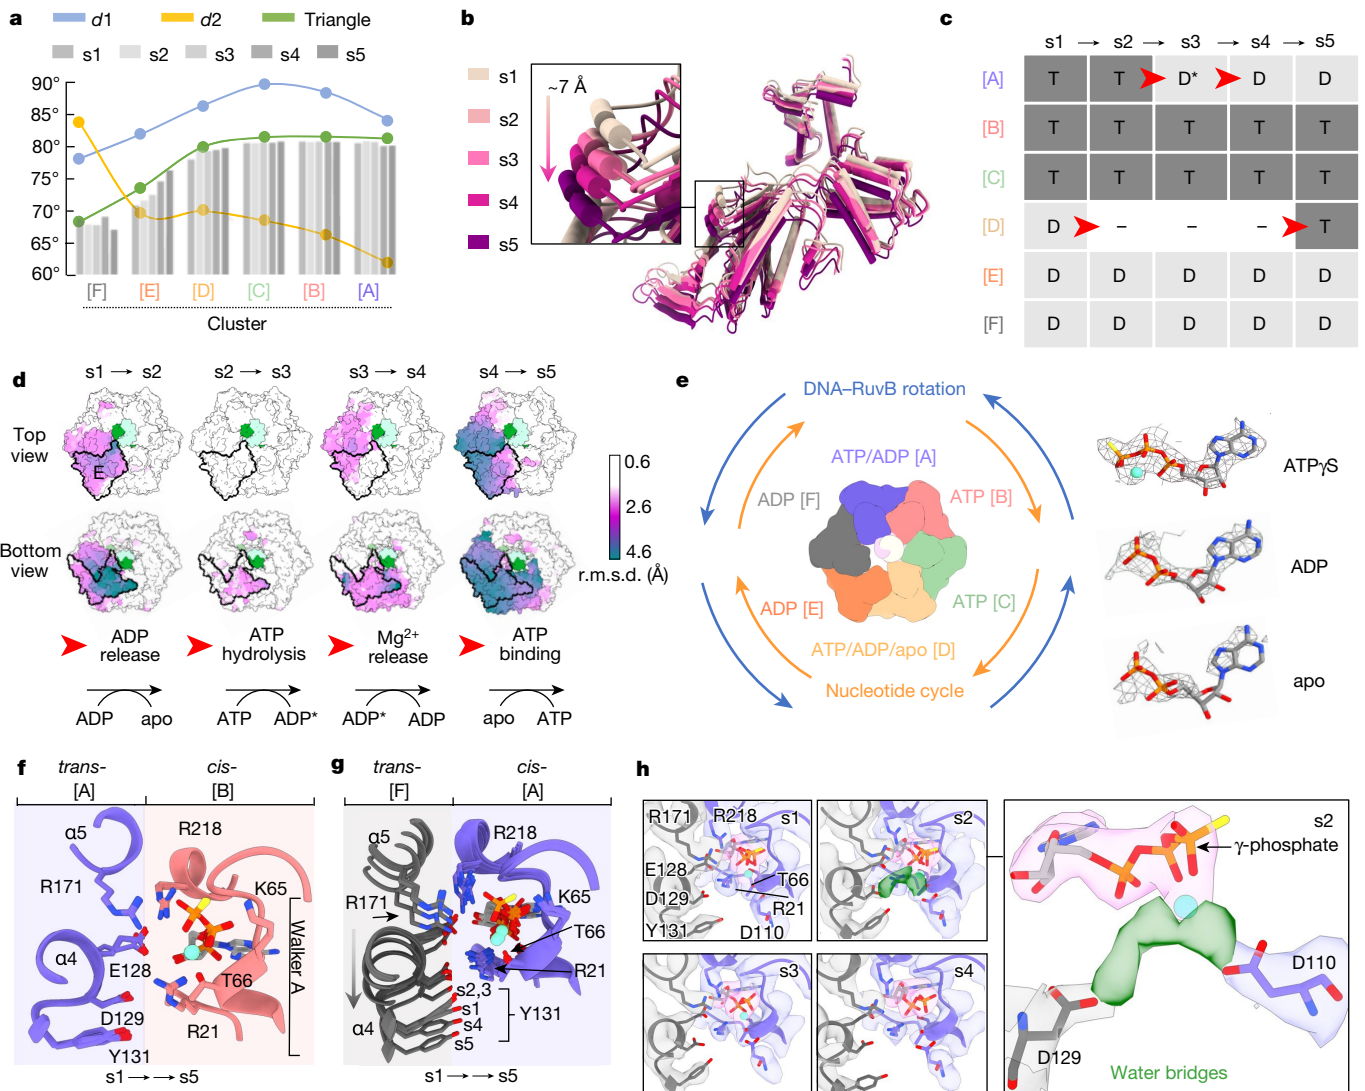 a
d1 d2 Triangle
s1 s2 s3 s4 s5
90°
85°
80°
75°
70°
65°
60°
[F] [E] [D] [C] [B] [A]
Cluster
b
s1
s2
s3
s4
s5
~7 Å
c
s1 → s2 → s3 → s4 → s5
[A] T T D* D D
[B] T T T T T
[C] T T T T T
[D] D – – – T
[E] D D D D D
[F] D D D D D
d
s1 → s2 s2 → s3 s3 → s4 s4 → s5
Top
view
E
Bottom
view
0.6
2.6
4.6
r.m.s.d. (Å)
ADP
release
ATP
hydrolysis
Mg2+
release
ATP
binding
ADP apo
ATP ADP*
ADP* ADP
apo ATP
e
DNA–RuvB rotation
ATP/ADP [A]
ADP [F]
ATP [B]
ADP [E]
ATP [C]
ATP/ADP/apo [D]
Nucleotide cycle
ATPγS
ADP
apo
f
trans- cis-
[A] [B]
α5
R218
R171
K65
Walker A
α4
E128
T66
D129
R21
Y131
s1 → → s5
g
trans- cis-
[F] [A]
α5
R218
K65
R171
T66
R21
s2,3
s1
Y131
α4
s4
s5
s1 → → s5
h
R171 R218 s1
E128
T66
D129
R21
Y131
D110
s2
s3
s4
s2
γ-phosphate
D110
D129
Water bridges